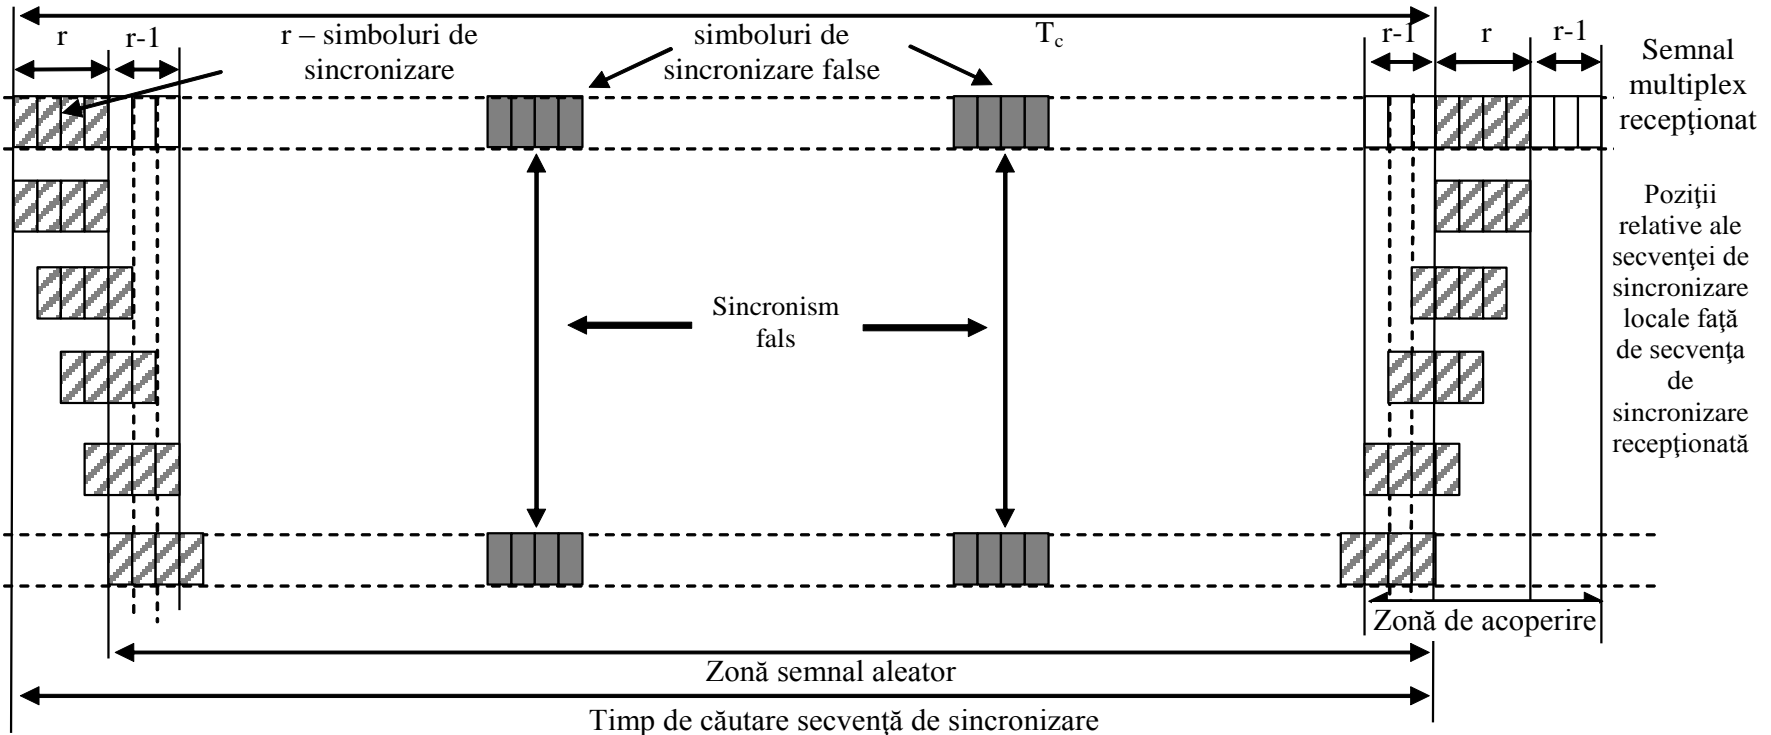 r
r-1
r – simboluri de
sincronizare
simboluri de
sincronizare false
T_c
r-1
r
r-1
Semnal
multiplex
recepţionat
Poziţii
relative ale
secvenţei de
sincronizare
locale faţă
de secvenţa
de
sincronizare
recepţionată
Sincronism
fals
Zonă de acoperire
Zonă semnal aleator
Timp de căutare secvenţă de sincronizare